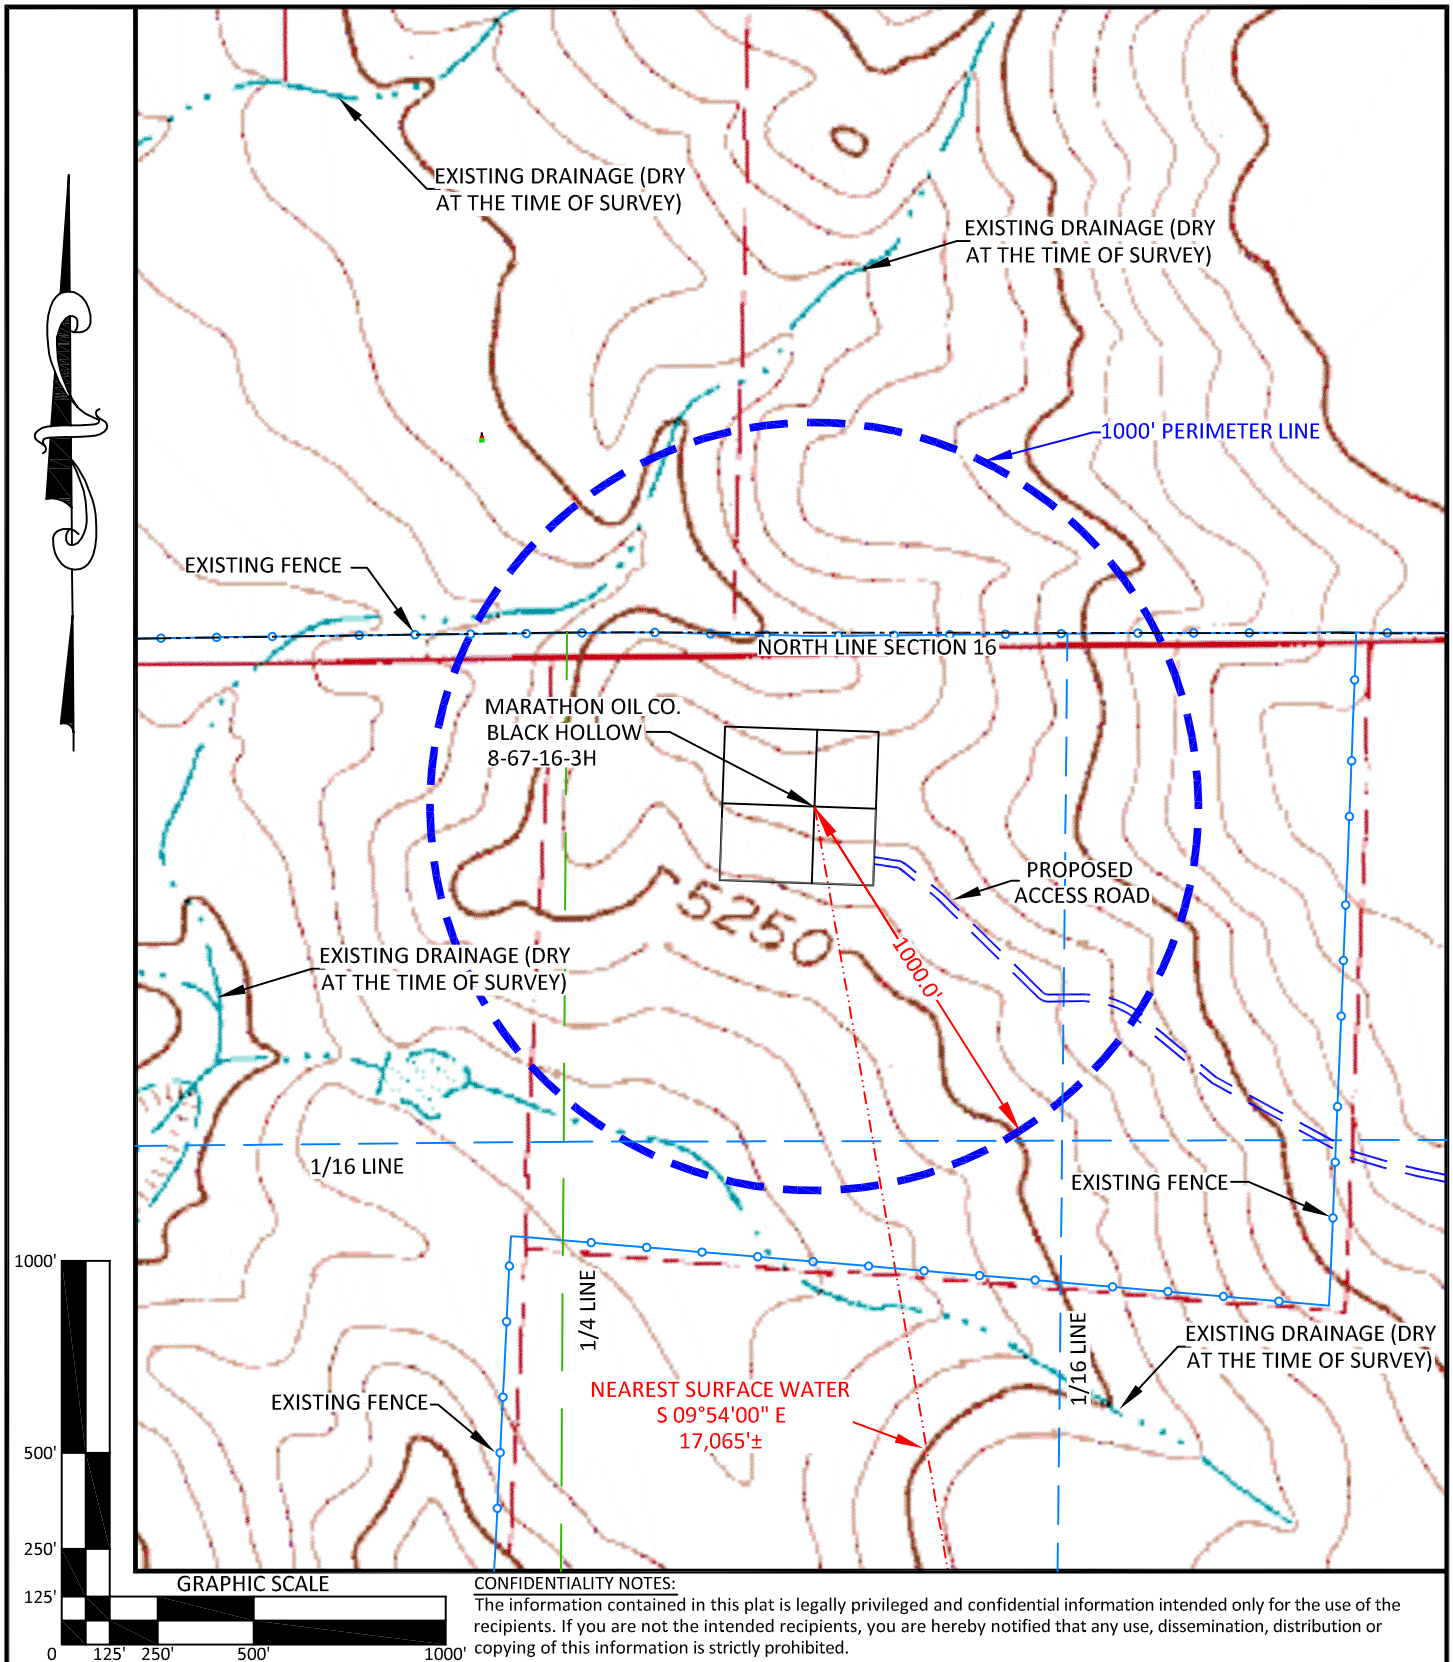 EXISTING DRAINAGE (DRY
AT THE TIME OF SURVEY)
EXISTING DRAINAGE (DRY
AT THE TIME OF SURVEY)
1000' PERIMETER LINE
EXISTING FENCE
NORTH LINE SECTION 16
MARATHON OIL CO.
BLACK HOLLOW
8-67-16-3H
PROPOSED
ACCESS ROAD
5250
1000.0'
EXISTING DRAINAGE (DRY
AT THE TIME OF SURVEY)
1/16 LINE
EXISTING FENCE
1/4 LINE
1/16 LINE
EXISTING DRAINAGE (DRY
AT THE TIME OF SURVEY)
NEAREST SURFACE WATER
S 09°54'00" E
17,065'±
EXISTING FENCE
1000'
500'
250'
125'
0
125'
250'
500'
1000'
GRAPHIC SCALE
CONFIDENTIALITY NOTES:
The information contained in this plat is legally privileged and confidential information intended only for the use of the
recipients. If you are not the intended recipients, you are hereby notified that any use, dissemination, distribution or
copying of this information is strictly prohibited.